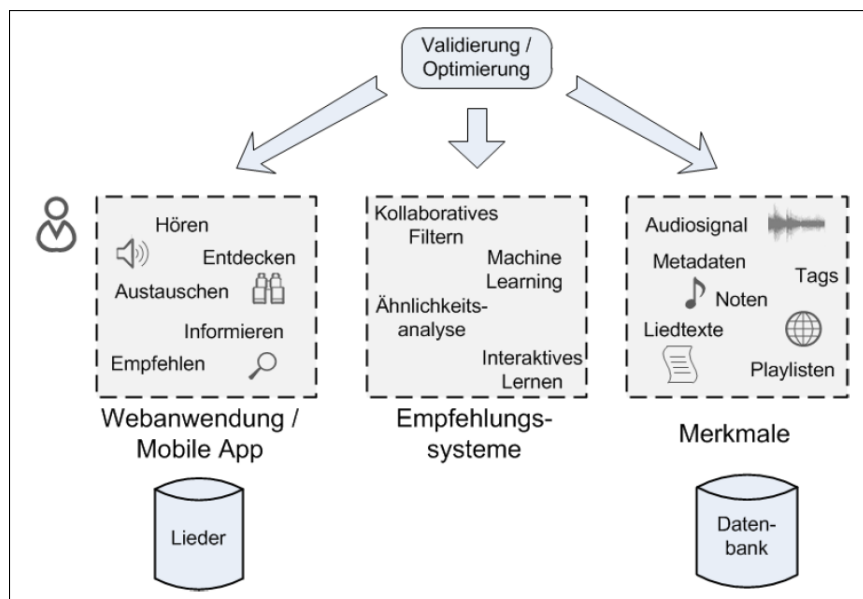 Validierung /
Optimierung
Hören
Entdecken
Austauschen
Informieren
Empfehlen
Webanwendung /
Mobile App
Lieder
Kollaboratives
Filtern
Machine
Learning
Ähnlichkeits-
analyse
Interaktives
Lernen
Empfehlungs-
systeme
Audiosignal
Metadaten
Tags
Noten
Liedtexte
Playlisten
Merkmale
Daten-
bank